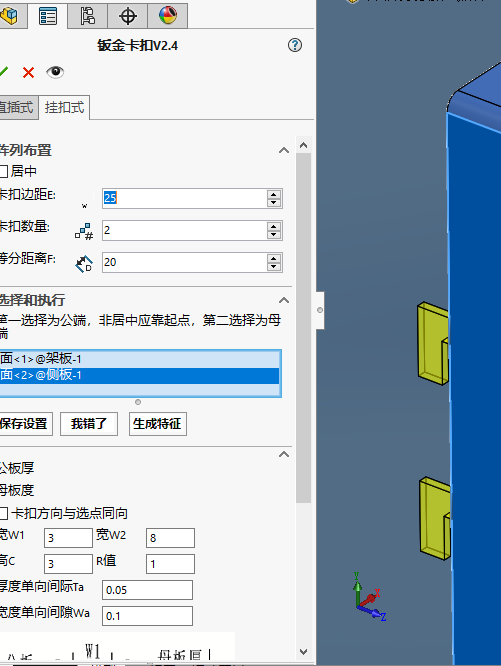 钣金卡扣V2.4
直插式 挂扣式
阵列布置
居中
卡扣边距E: 25
卡扣数量: 2
等分距离F: 20
选择和执行
第一选择为公端，非居中应靠起点，第二选择为母
端
面<1>@架板-1
面<2>@侧板-1
保存设置 我错了 生成特征
公板厚
母板度
卡扣方向与选点同向
宽W1 3 宽W2 8
高C 3 R值 1
厚度单向间际Ta 0.05
宽度单向间隙Wa 0.1
W1 母板厚
Y
X
Z